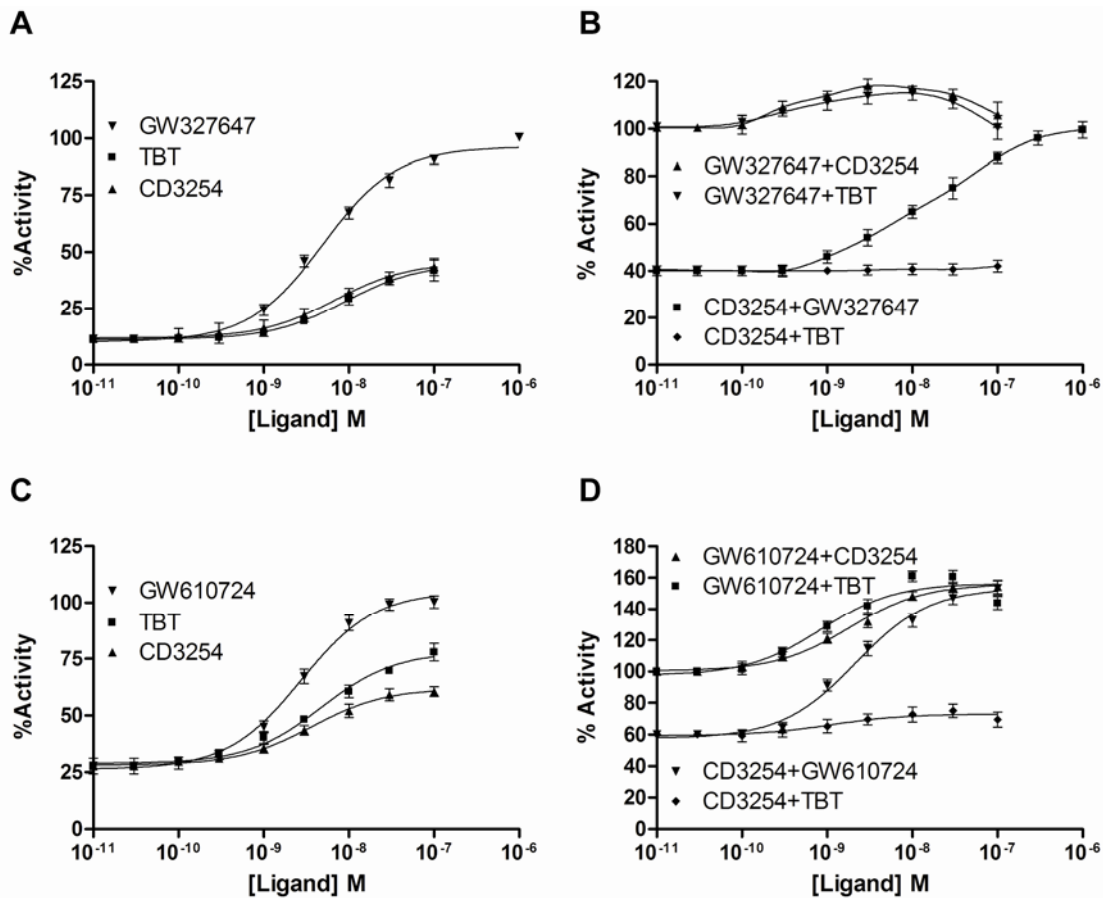 A
%Activity
125
100
75
50
25
0
GW327647
TBT
CD3254
10-11
10-10
10-9
10-8
10-7
10-6
[Ligand] M
B
% Activity
120
100
80
60
40
20
0
GW327647+CD3254
GW327647+TBT
CD3254+GW327647
CD3254+TBT
10-11
10-10
10-9
10-8
10-7
10-6
[Ligand] M
C
%Activity
125
100
75
50
25
0
GW610724
TBT
CD3254
10-11
10-10
10-9
10-8
10-7
10-6
[Ligand] M
D
% Activity
180
160
140
120
100
80
60
40
20
0
GW610724+CD3254
GW610724+TBT
CD3254+GW610724
CD3254+TBT
10-11
10-10
10-9
10-8
10-7
10-6
[Ligand] M